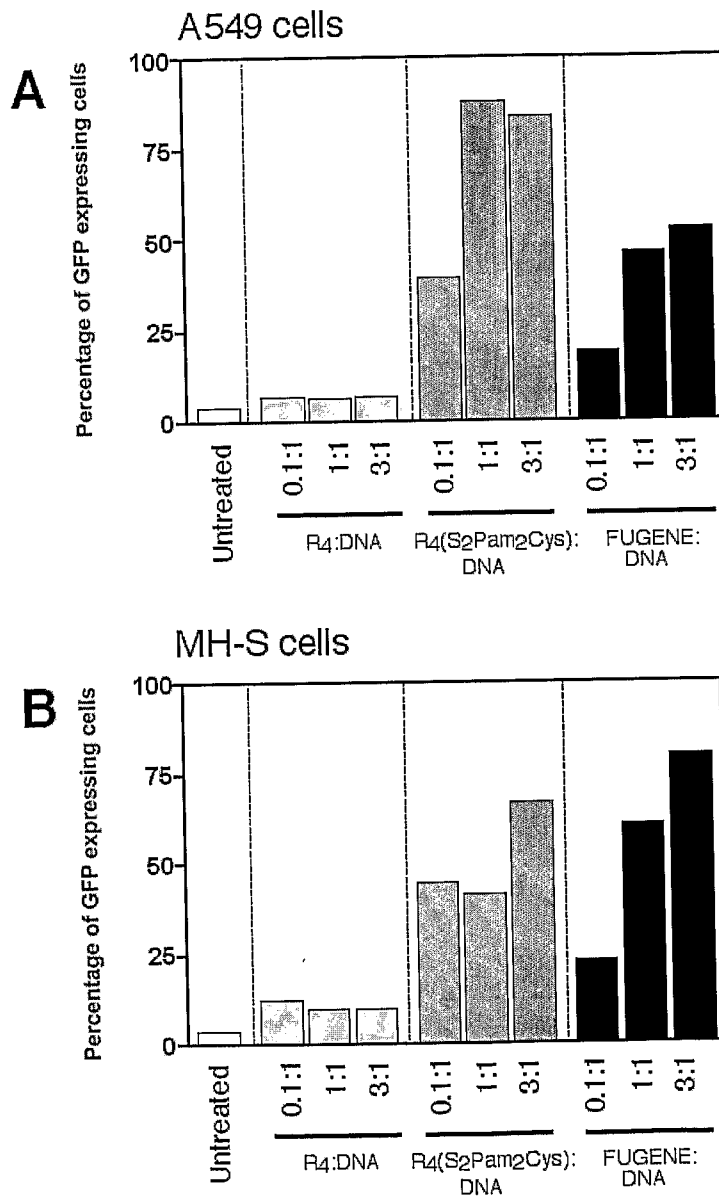 A549 cells
A
Percentage of GFP expressing cells
100
75
50
25
0
Untreated
0.1:1
1:1
3:1
0.1:1
1:1
3:1
0.1:1
1:1
3:1
R4:DNA
R4(S2Pam2Cys):
DNA
FUGENE:
DNA
MH-S cells
B
Percentage of GFP expressing cells
100
75
50
25
0
Untreated
0.1:1
1:1
3:1
0.1:1
1:1
3:1
0.1:1
1:1
3:1
R4:DNA
R4(S2Pam2Cys):
DNA
FUGENE:
DNA